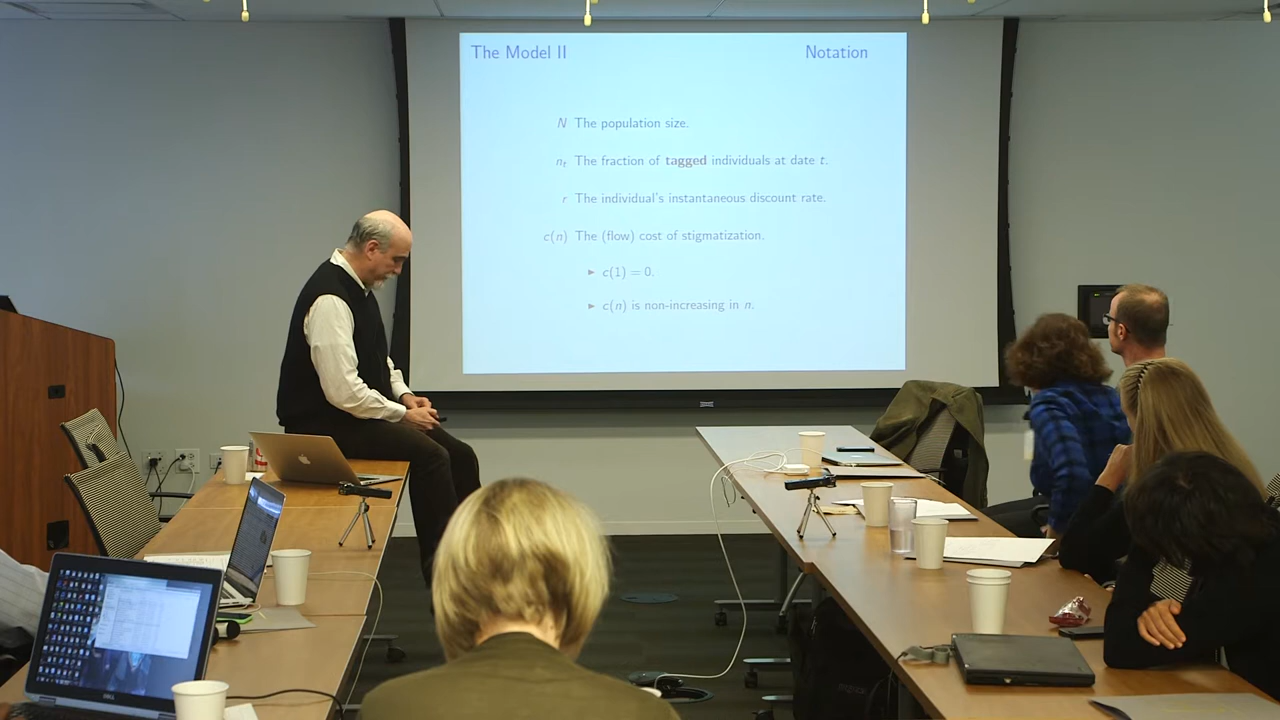 The Model II
Notation
N The population size.
nₜ The fraction of tagged individuals at date t.
r The individual's instantaneous discount rate.
c(n) The (flow) cost of stigmatization.
► c(1) = 0.
► c(n) is non-increasing in n.
DELL